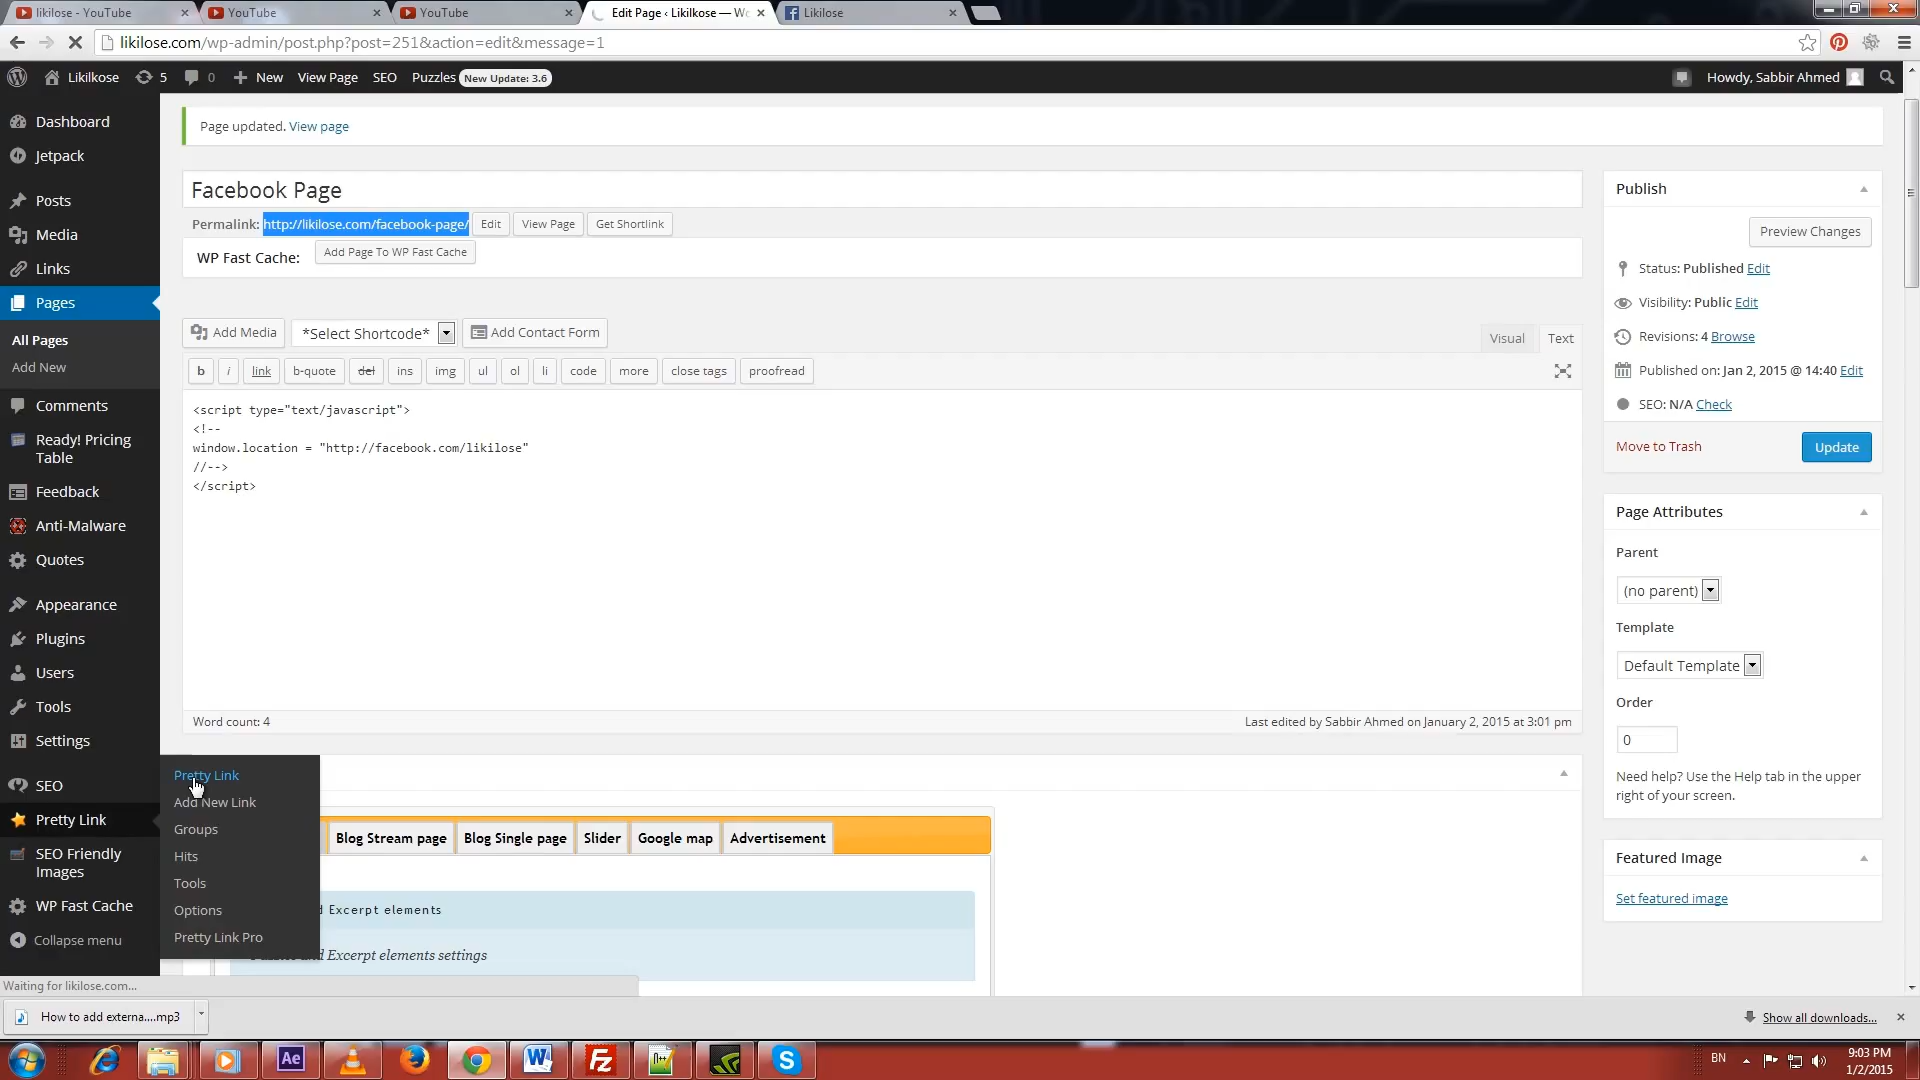 likilose - YouTube
YouTube
YouTube
Edit Page ‹ Likilkose — Wo
Likilose
likilose.com/wp-admin/post.php?post=251&action=edit&message=1
Likilkose
5
0
New
View Page
SEO
Puzzles
New Update: 3.6
Howdy, Sabbir Ahmed
Dashboard
Jetpack
Posts
Media
Links
Pages
All Pages
Add New
Comments
Ready! Pricing
Table
Feedback
Anti-Malware
Quotes
Appearance
Plugins
Users
Tools
Settings
SEO
Pretty Link
SEO Friendly
Images
WP Fast Cache
Collapse menu
Pretty Link
Add New Link
Groups
Hits
Tools
Options
Pretty Link Pro
Page updated. View page
Facebook Page
Permalink: http://likilose.com/facebook-page/
Edit
View Page
Get Shortlink
WP Fast Cache:
Add Page To WP Fast Cache
Add Media
*Select Shortcode*
Add Contact Form
Visual
Text
b
i
link
b-quote
del
ins
img
ul
ol
li
code
more
close tags
proofread
<script type="text/javascript">
<!--
window.location = "http://facebook.com/likilose"
//-->
</script>
Word count: 4
Last edited by Sabbir Ahmed on January 2, 2015 at 3:01 pm
Blog Stream page
Blog Single page
Slider
Google map
Advertisement
Excerpt elements
Excerpt elements settings
Publish
Preview Changes
Status: Published Edit
Visibility: Public Edit
Revisions: 4 Browse
Published on: Jan 2, 2015 @ 14:40 Edit
SEO: N/A Check
Move to Trash
Update
Page Attributes
Parent
(no parent)
Template
Default Template
Order
0
Need help? Use the Help tab in the upper
right of your screen.
Featured Image
Set featured image
Waiting for likilose.com...
How to add externa....mp3
Show all downloads...
Ae
BN
9:03 PM
1/2/2015